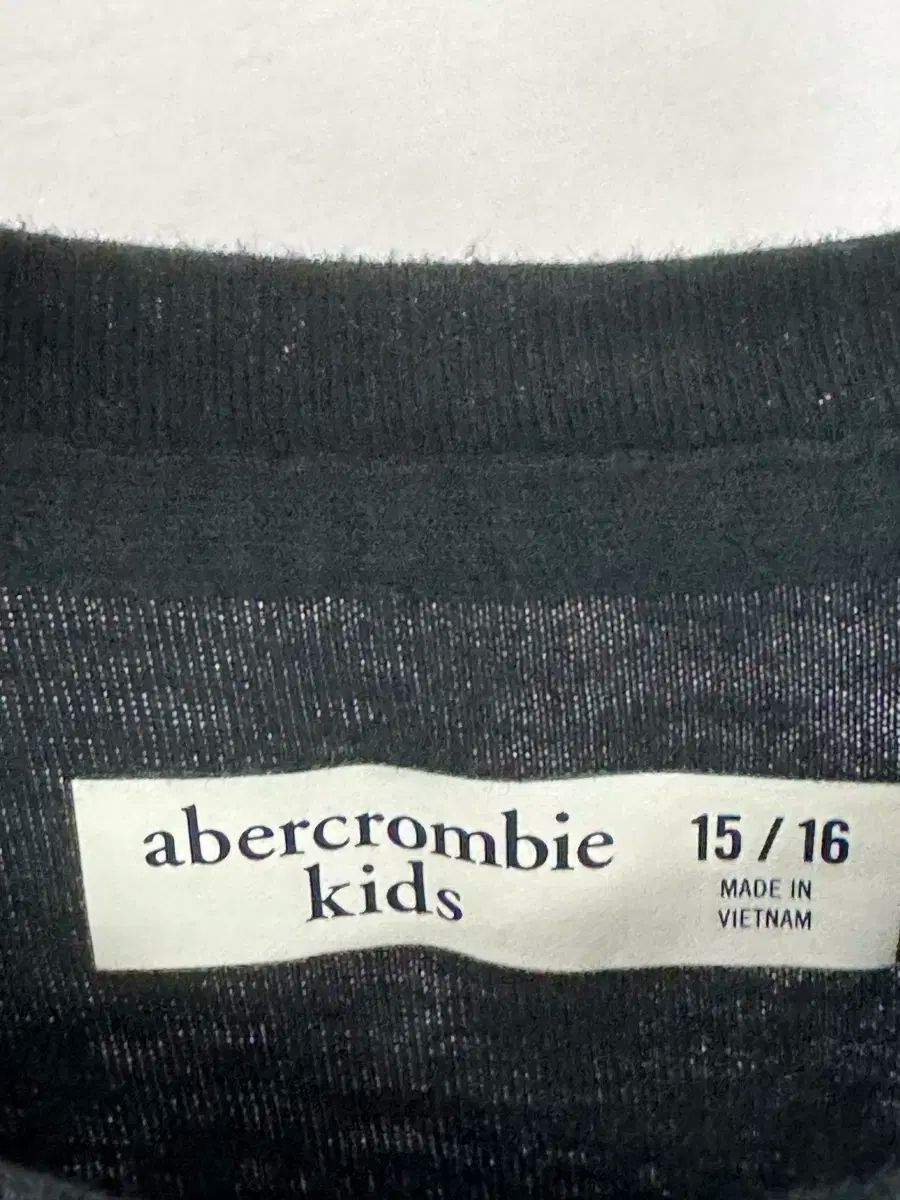 abercrombie
kids
15 / 16
MADE IN
VIETNAM